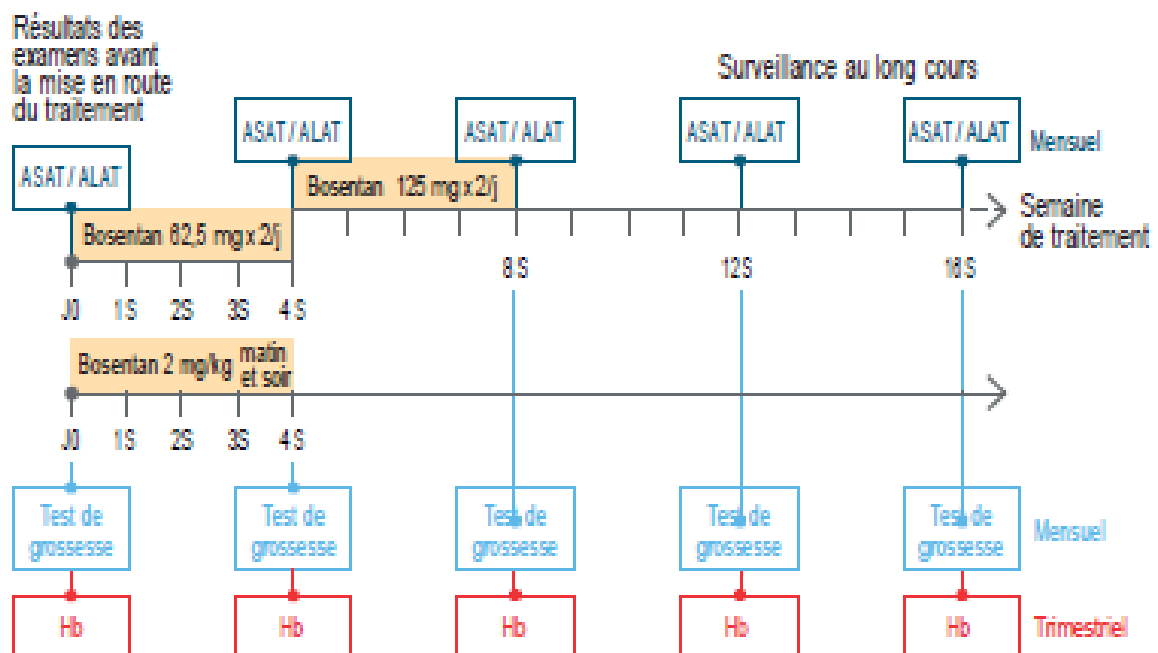 Résultats des
examens avant
la mise en route
du traitement
Surveillance au long cours
ASAT / ALAT
ASAT / ALAT
ASAT / ALAT
ASAT / ALAT
ASAT / ALAT
Mensuel
Bosentan 125 mg x 2/j
Bosentan 62,5 mg x 2/j
Semaine
de traitement
J0 1S 2S 3S 4S
8S 12S 16S
Bosentan 2 mg/kg matin
et soir
J0 1S 2S 3S 4S
Test de
grossesse
Test de
grossesse
Test de
grossesse
Test de
grossesse
Test de
grossesse
Mensuel
Hb Hb Hb Hb Hb
Trimestriel